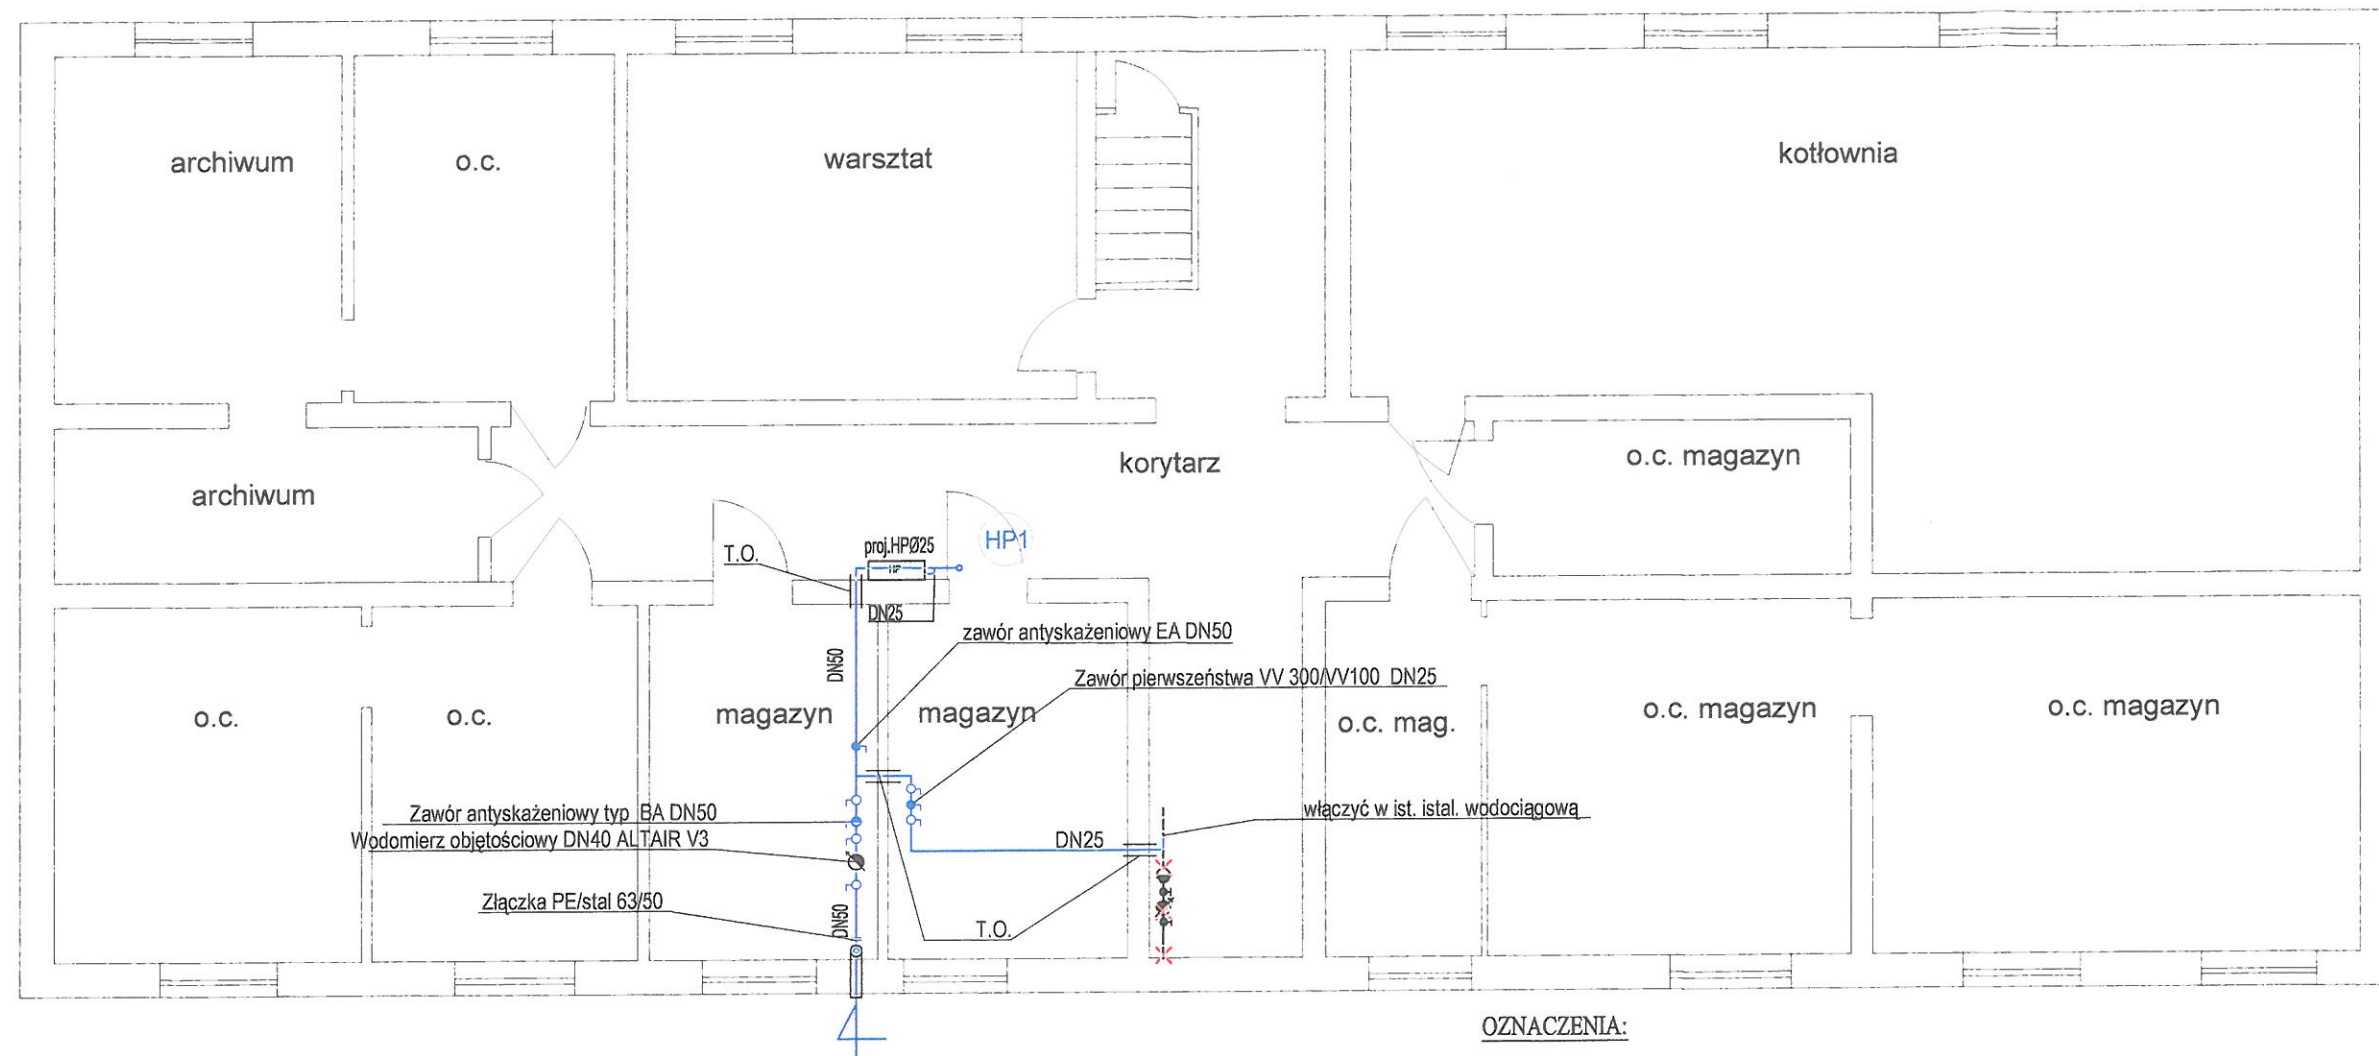 archiwum
o.c.
warsztat
kotłownia
archiwum
korytarz
o.c. magazyn
T.O.
proj.HPØ25
HP
HP1
DN25
DN50
zawór antyskażeniowy EA DN50
Zawór pierwszeństwa VV 300/VV100 DN25
o.c.
o.c.
magazyn
magazyn
o.c. mag.
o.c. magazyn
o.c. magazyn
Zawór antyskażeniowy typ BA DN50
Wodomierz objętościowy DN40 ALTAIR V3
włączyć w ist. istal. wodociągową
DN25
Złączka PE/stal 63/50
DN50
T.O.
OZNACZENIA: